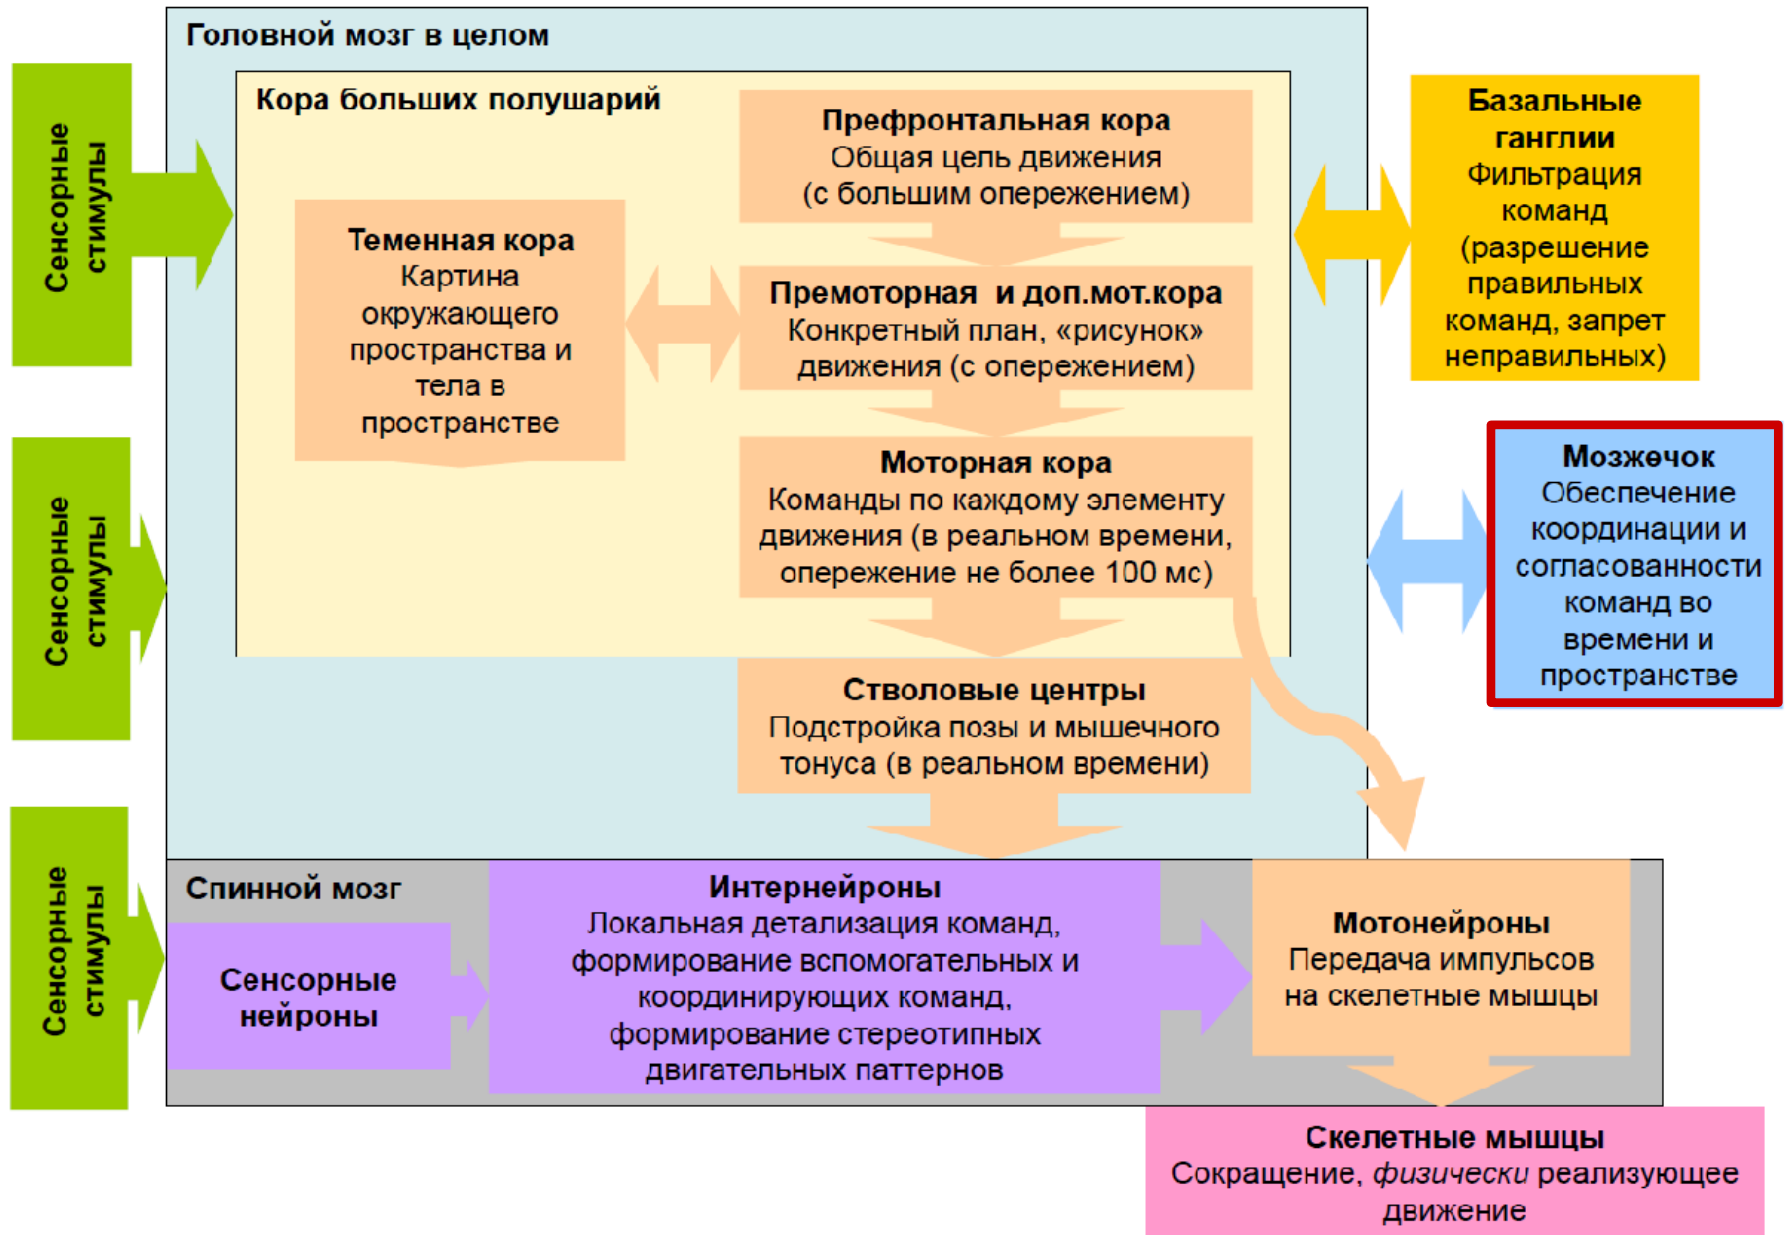 Головной мозг в целом
Сенсорные
стимулы
Кора больших полушарий
Префронтальная кора
Общая цель движения
(с большим опережением)
Теменная кора
Картина
окружающего
пространства и
тела в
пространстве
Премоторная и доп.мот.кора
Конкретный план, «рисунок»
движения (с опережением)
Базальные
ганглии
Фильтрация
команд
(разрешение
правильных
команд, запрет
неправильных)
Сенсорные
стимулы
Моторная кора
Команды по каждому элементу
движения (в реальном времени,
опережение не более 100 мс)
Мозжечок
Обеспечение
координации и
согласованности
команд во
времени и
пространстве
Стволовые центры
Подстройка позы и мышечного
тонуса (в реальном времени)
Сенсорные
стимулы
Спинной мозг
Сенсорные
нейроны
Интернейроны
Локальная детализация команд,
формирование вспомогательных и
координирующих команд,
формирование стереотипных
двигательных паттернов
Мотонейроны
Передача импульсов
на скелетные мышцы
Скелетные мышцы
Сокращение, физически реализующее
движение